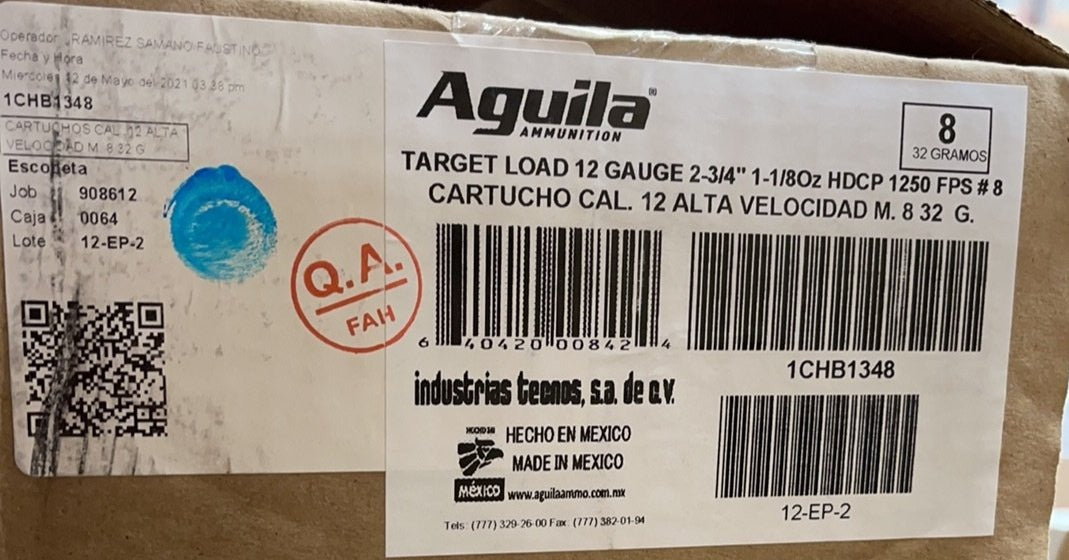 Operador RAMIREZ SAMANO FAUSTINO
Fecha y Hora
Miercoles 12 de Mayo del 2021 03:38 pm
1CHB1348
CARTUCHOS CAL. 12 ALTA
VELOCIDAD M. 8 32 G
Escopeta
Job 908612
Caja 0064
Lote 12-EP-2
Q.A.
FAH
Aguila®
AMMUNITION
8
32 GRAMOS
TARGET LOAD 12 GAUGE 2-3/4" 1-1/8Oz HDCP 1250 FPS # 8
CARTUCHO CAL. 12 ALTA VELOCIDAD M. 8 32 G.
6 40420 00842 4
1CHB1348
industrias tecnos, s.a. de c.v.
HECHO EN
MÉXICO
HECHO EN MEXICO
MADE IN MEXICO
www.aguilaammo.com.mx
12-EP-2
Tels: (777) 329-26-00 Fax: (777) 382-01-94